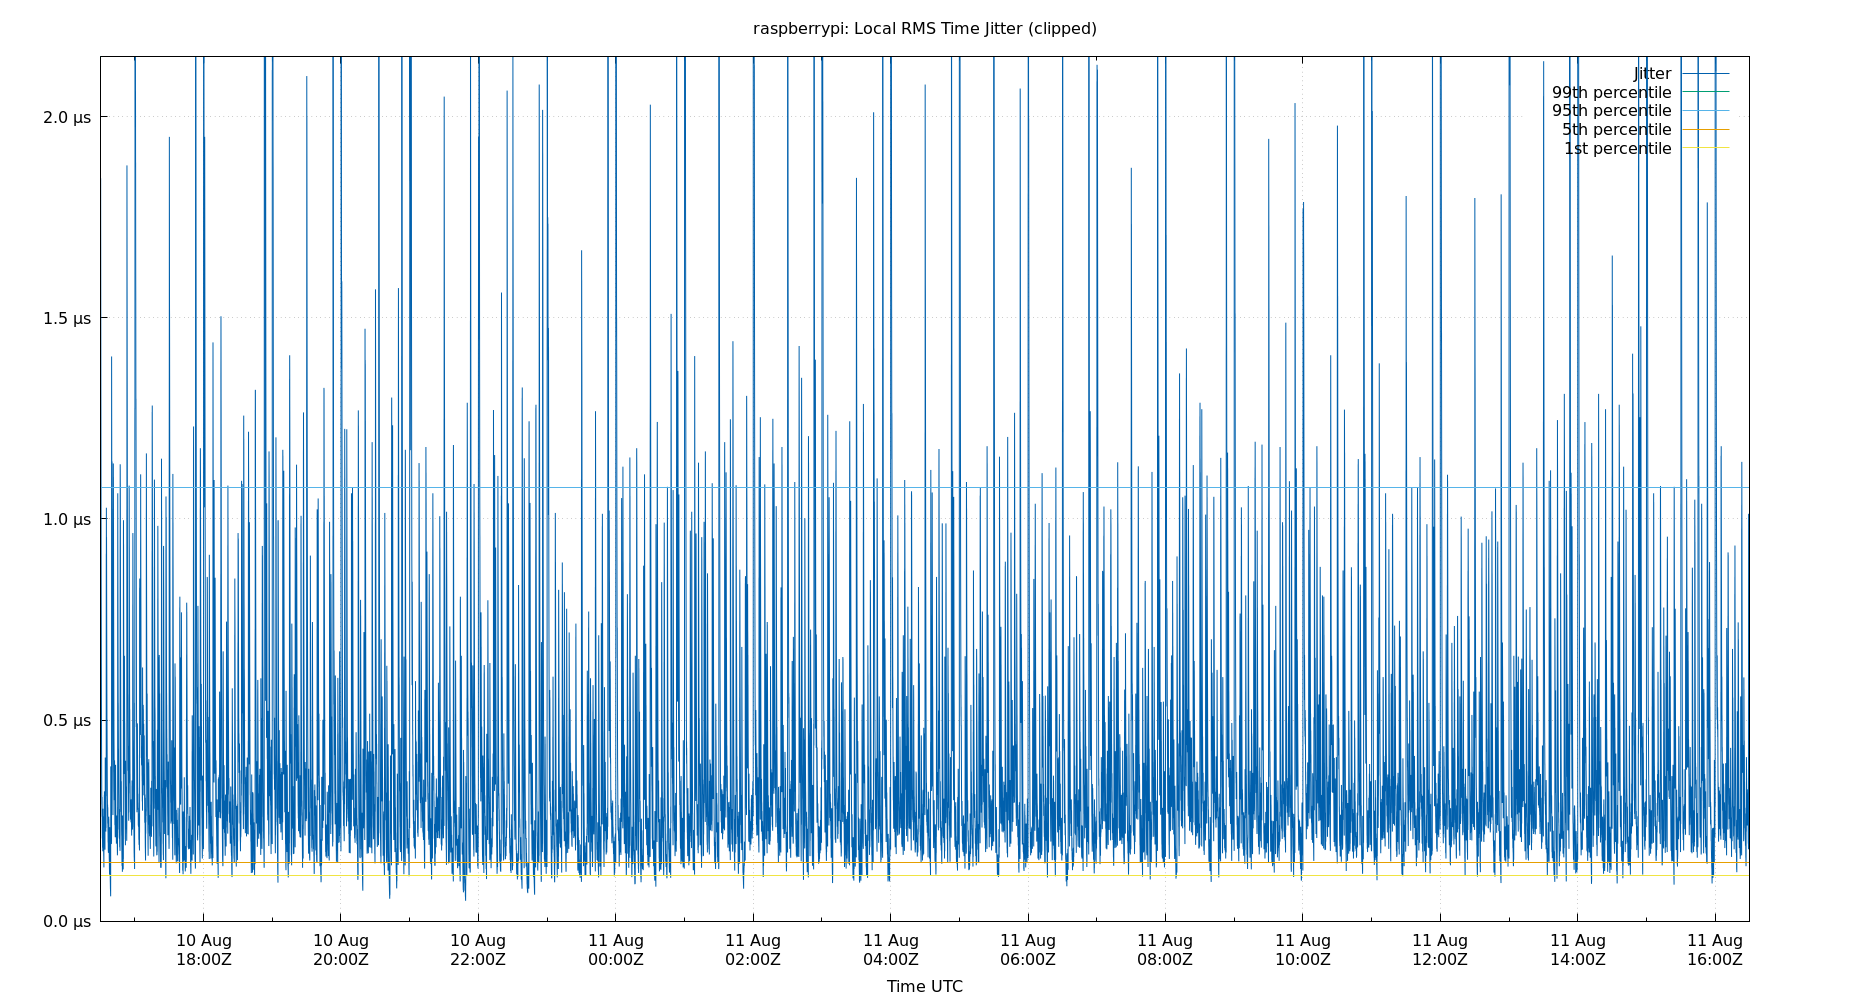 raspberrypi: Local RMS Time Jitter (clipped)
Jitter
99th percentile
95th percentile
5th percentile
1st percentile
2.0 µs
1.5 µs
1.0 µs
0.5 µs
0.0 µs
10 Aug 10 Aug 10 Aug 11 Aug 11 Aug 11 Aug 11 Aug 11 Aug 11 Aug 11 Aug 11 Aug 11 Aug
18:00Z 20:00Z 22:00Z 00:00Z 02:00Z 04:00Z 06:00Z 08:00Z 10:00Z 12:00Z 14:00Z 16:00Z
Time UTC